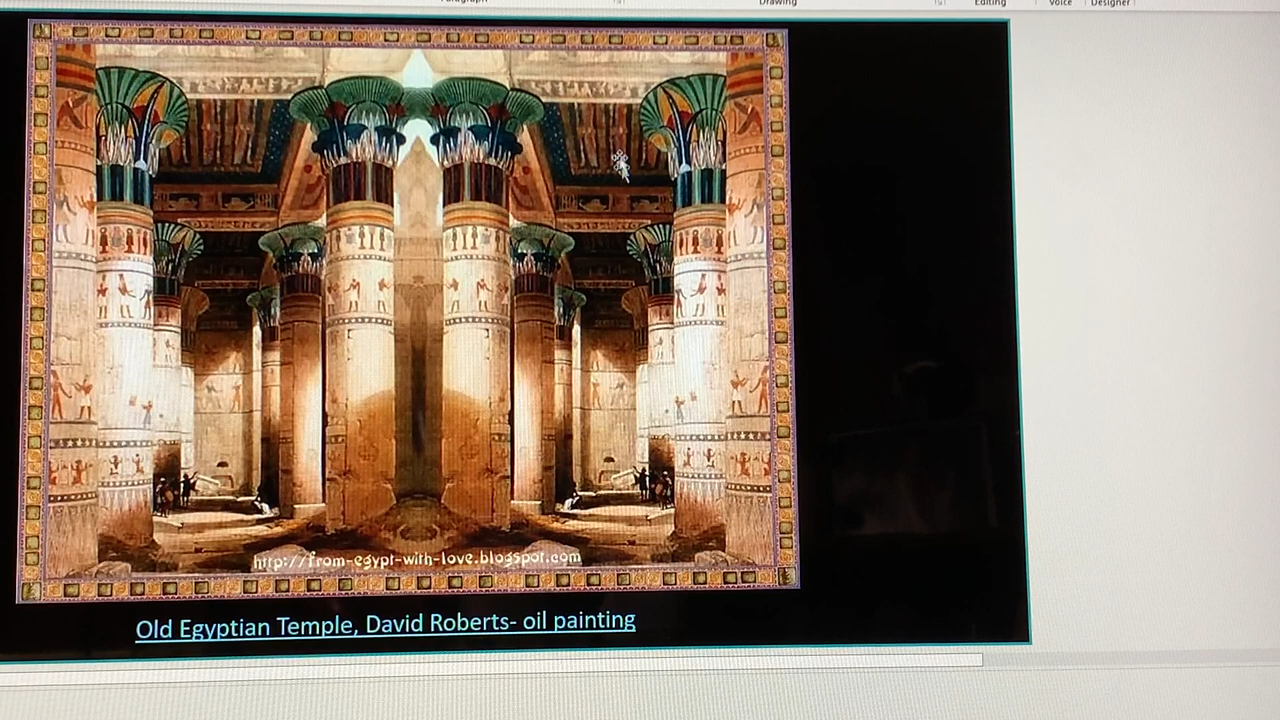 Drawing
Editing
Voice
Designer
http://from-egypt-with-love.blogspot.com
Old Egyptian Temple, David Roberts- oil painting